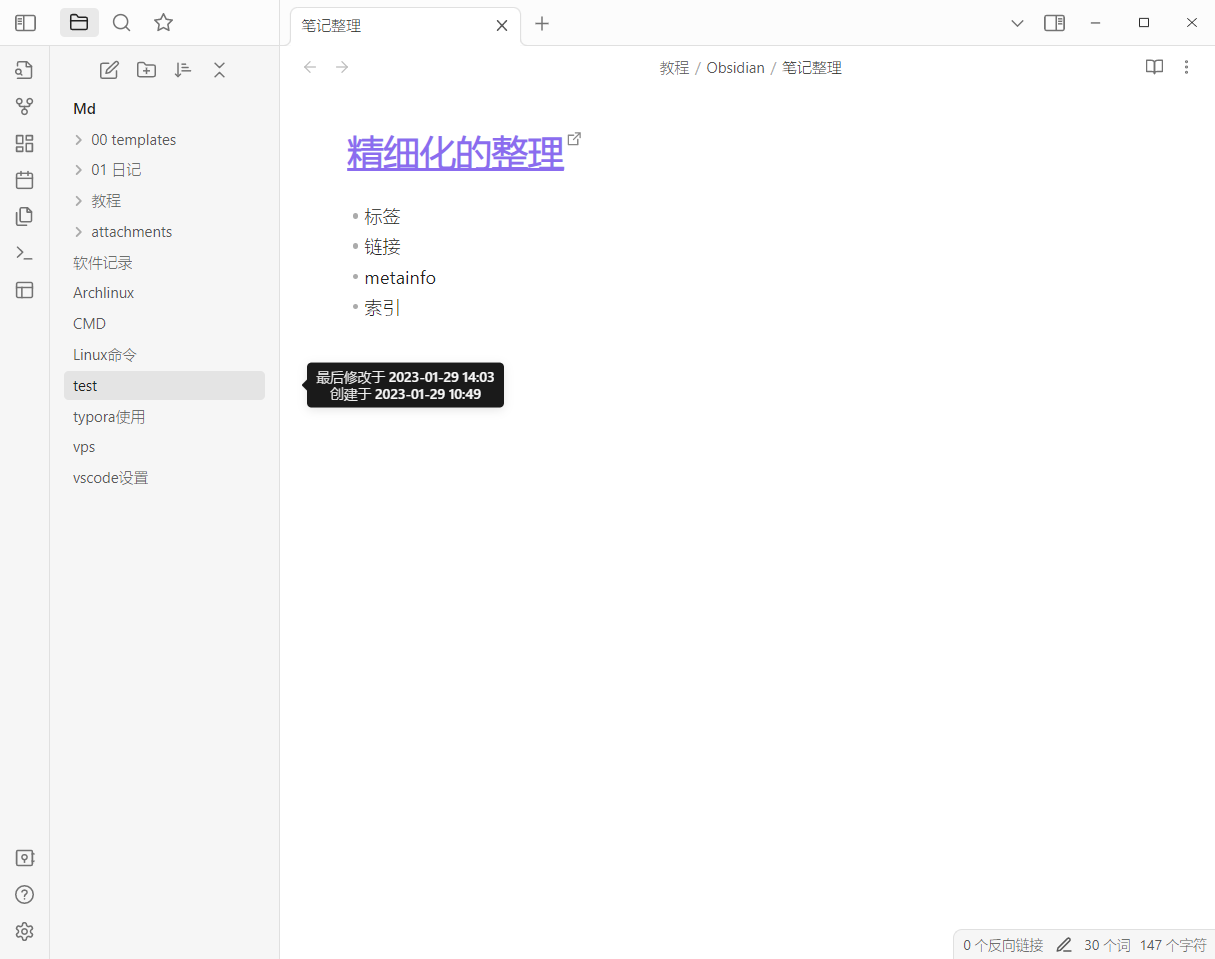 笔记整理
教程 / Obsidian / 笔记整理
Md
00 templates
01 日记
教程
attachments
软件记录
Archlinux
CMD
Linux命令
test
typora使用
vps
vscode设置
精细化的整理
标签
链接
metainfo
索引
最后修改于 2023-01-29 14:03
创建于 2023-01-29 10:49
0 个反向链接 30 个词 147 个字符